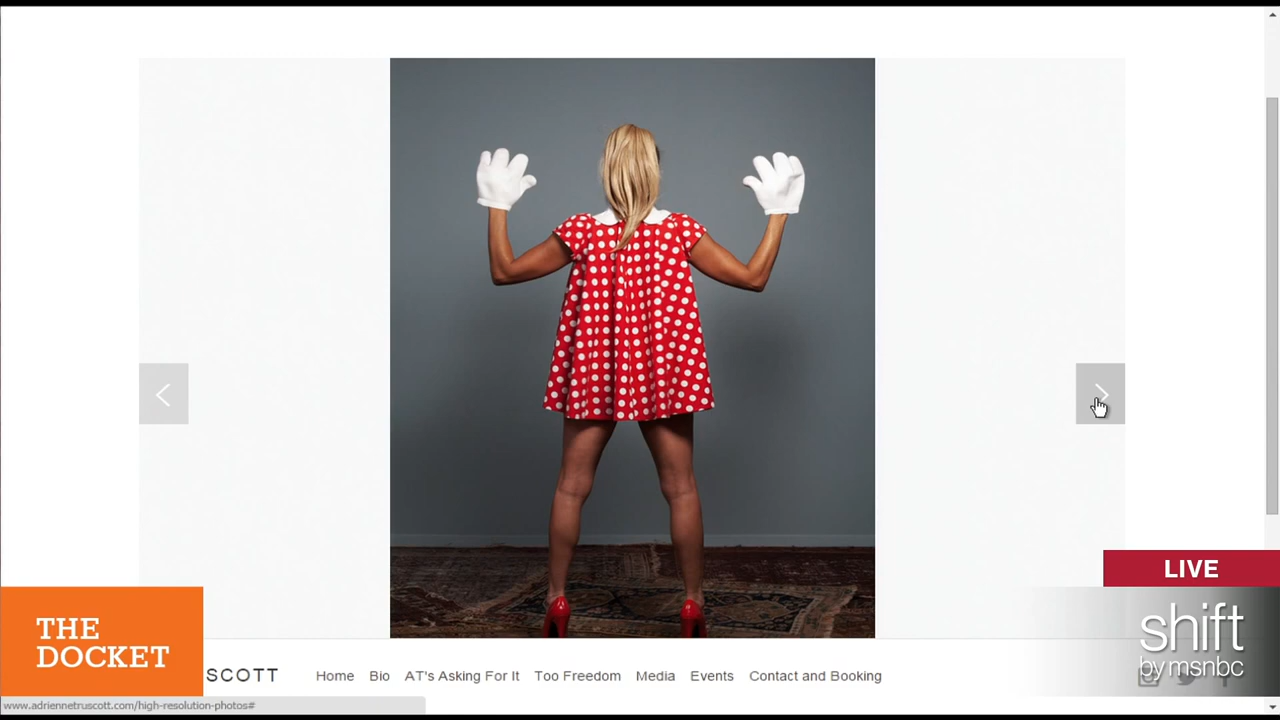 LIVE
THE
DOCKET
shift
by msnbc
SCOTT
Home Bio AT's Asking For It Too Freedom Media Events Contact and Booking
www.adriennetruscott.com/high-resolution-photos#